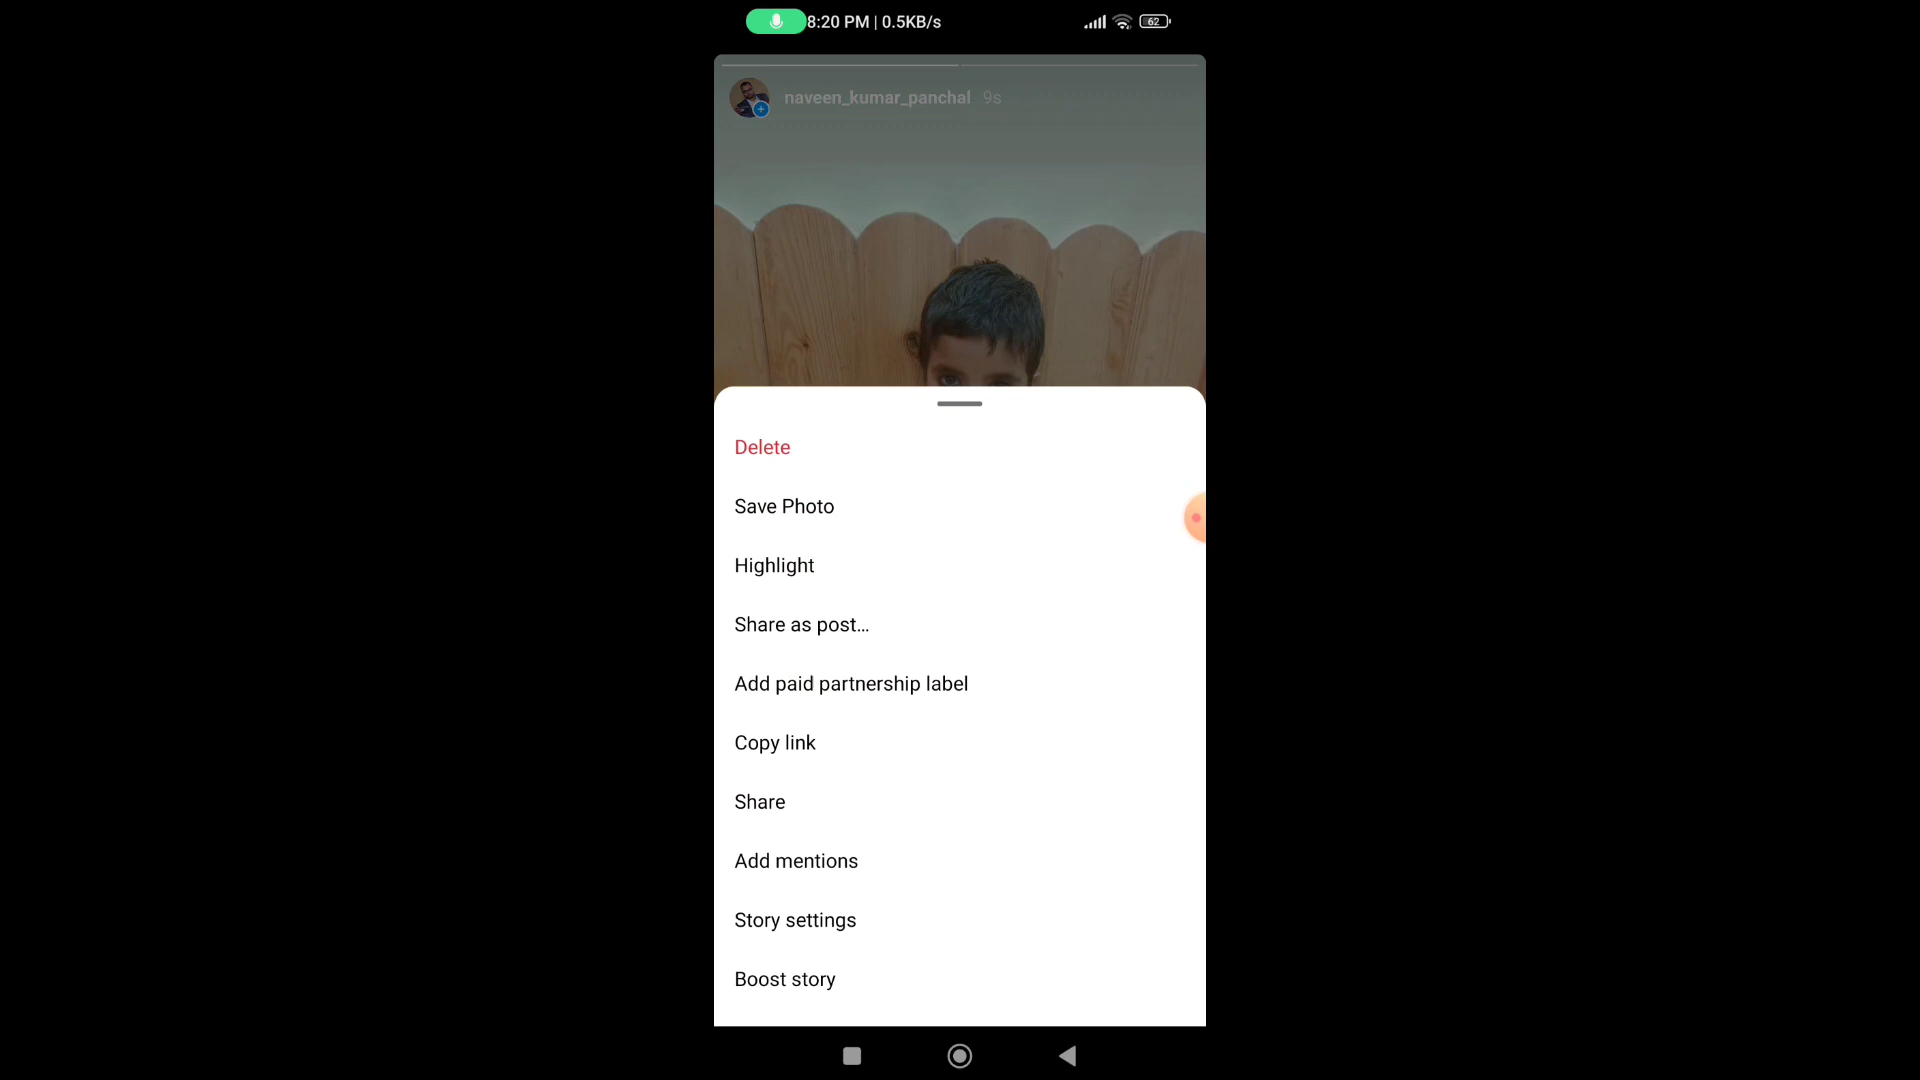 8:20 PM | 0.5KB/s 62
naveen_kumar_panchal 9s
Delete
Save Photo
Highlight
Share as post...
Add paid partnership label
Copy link
Share
Add mentions
Story settings
Boost story